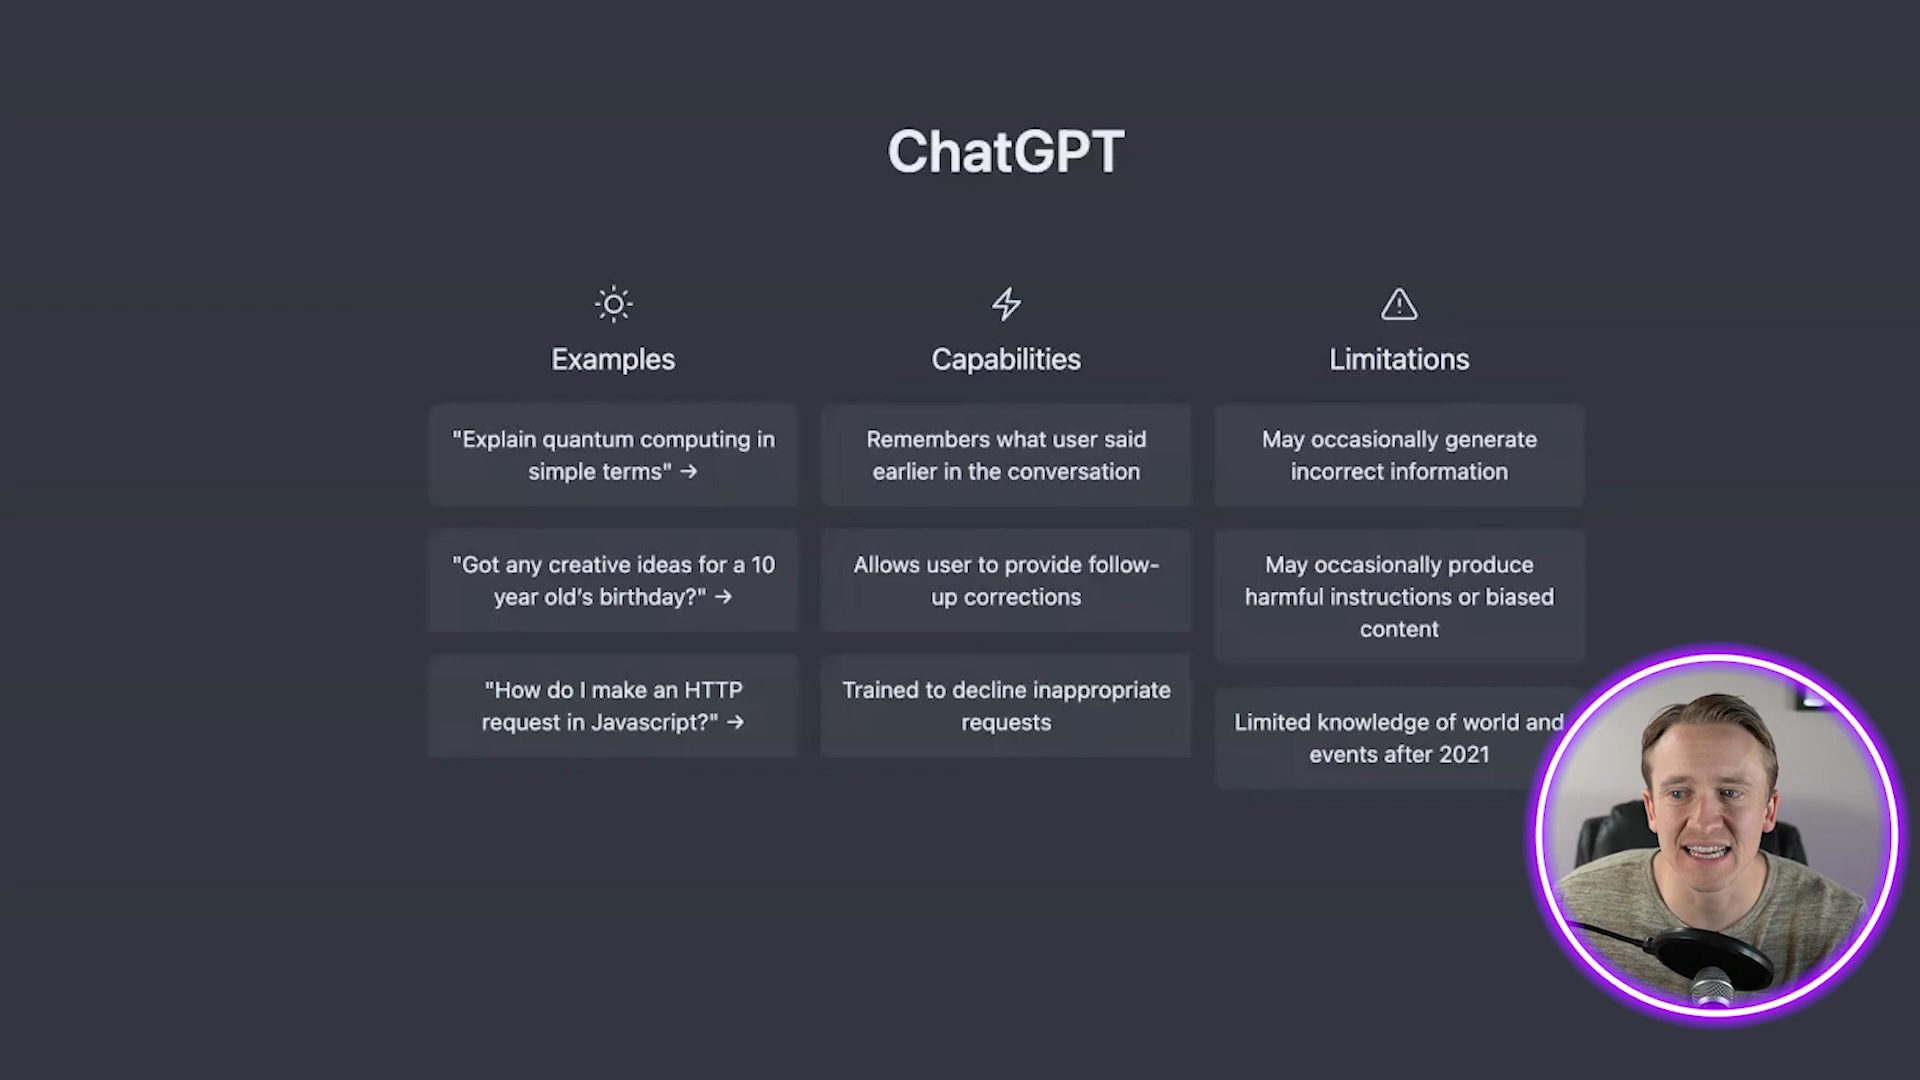 ChatGPT
Examples
"Explain quantum computing in
simple terms" →
"Got any creative ideas for a 10
year old’s birthday?" →
"How do I make an HTTP
request in Javascript?" →
Capabilities
Remembers what user said
earlier in the conversation
Allows user to provide follow-
up corrections
Trained to decline inappropriate
requests
Limitations
May occasionally generate
incorrect information
May occasionally produce
harmful instructions or biased
content
Limited knowledge of world and
events after 2021